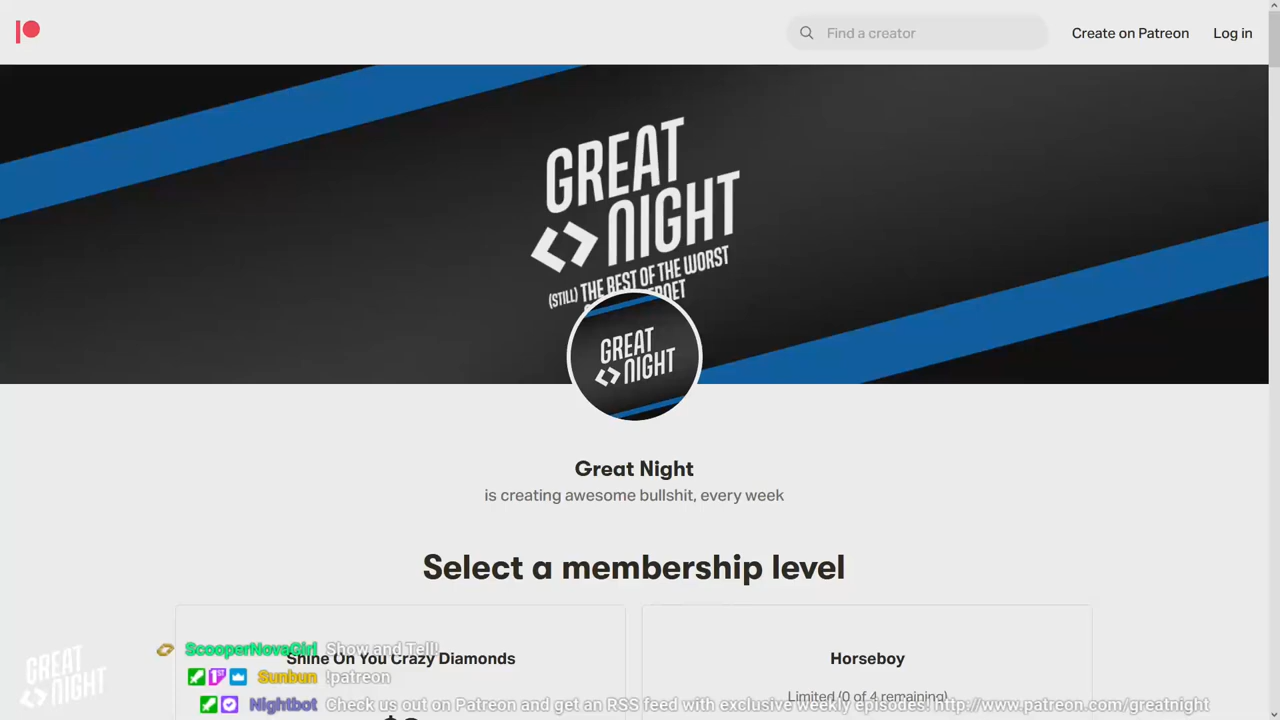 Find a creator
Create on Patreon
Log in
GREAT
NIGHT
(STILL) THE BEST OF THE WORST
GREAT
NIGHT
Great Night
is creating awesome bullshit, every week
Select a membership level
Shine On You Crazy Diamonds
Horseboy
Limited (0 of 4 remaining)
ScooperNovaGirl Show and Tell!
1ST Sunbun !patreon
Nightbot Check us out on Patreon and get an RSS feed with exclusive weekly episodes: http://www.patreon.com/greatnight
GREAT
NIGHT